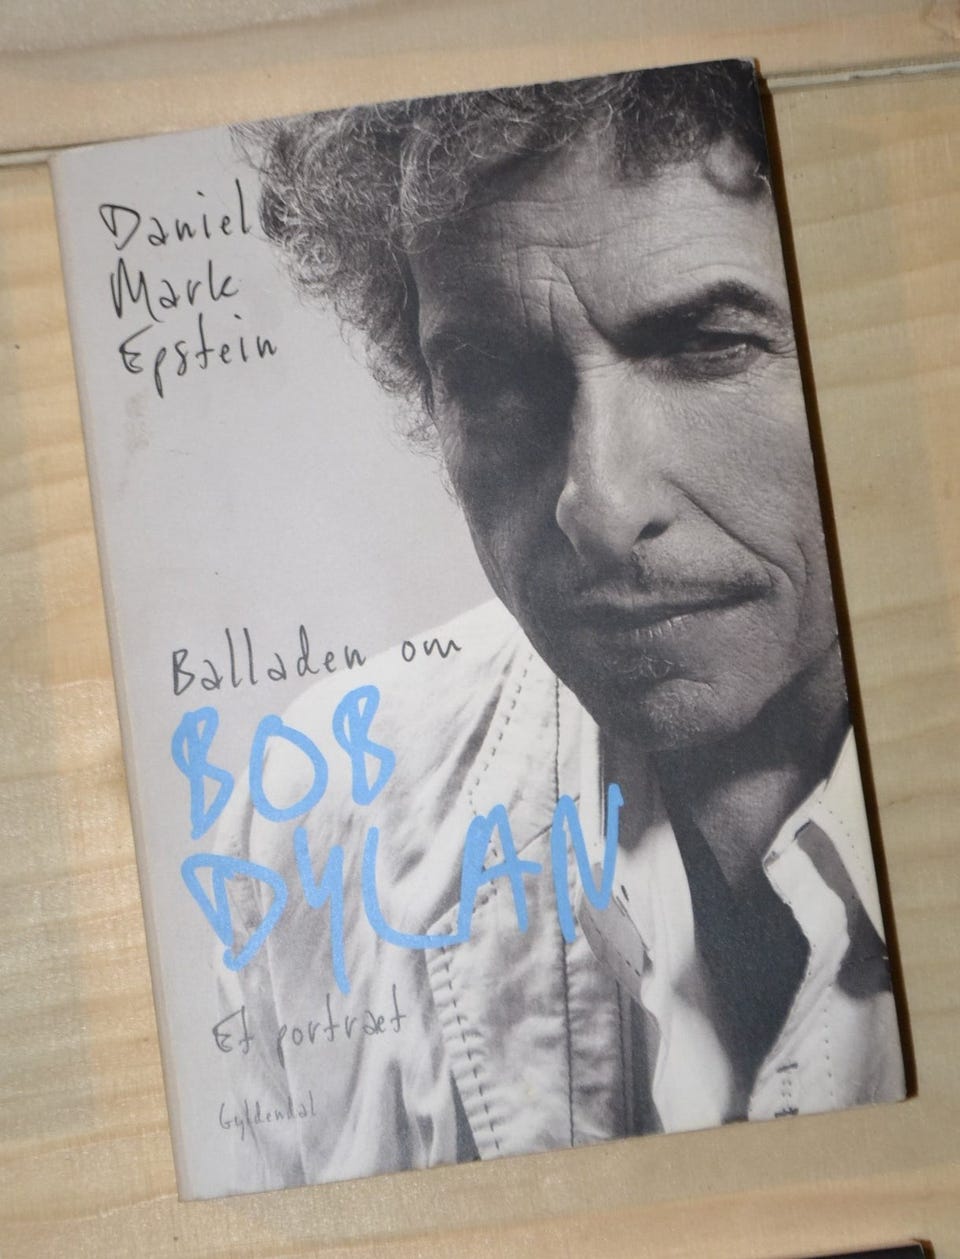 Daniel
Mark
Epstein
Balladen om
BOB
DYLAN
Et portræt
Gyldendal